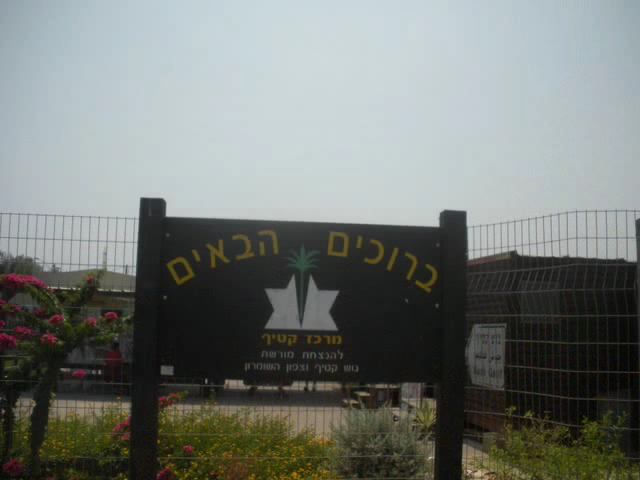 ברוכים הבאים
מרכז קטיף
להנצחת מורשת
גוש קטיף וצפון השומרון